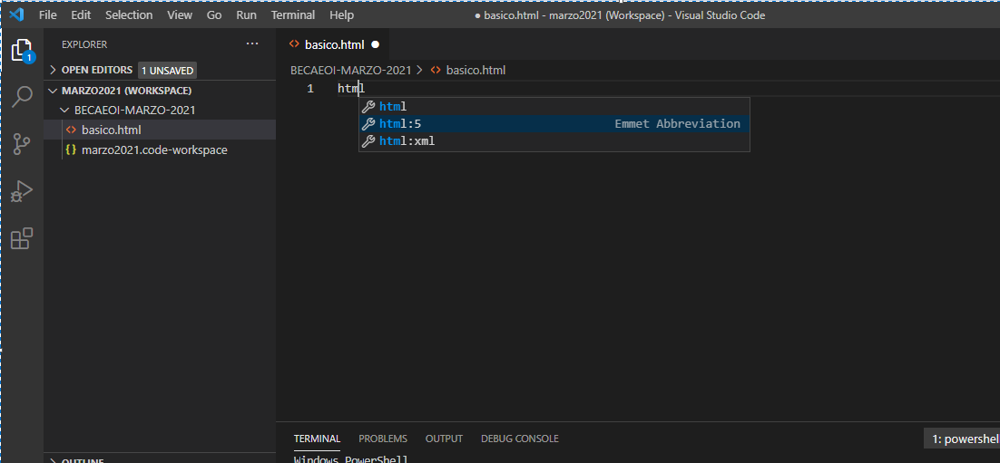 File Edit Selection View Go Run Terminal Help ● basico.html - marzo2021 (Workspace) - Visual Studio Code
EXPLORER ...
1
OPEN EDITORS 1 UNSAVED
MARZO2021 (WORKSPACE)
BECAEOI-MARZO-2021
basico.html
{} marzo2021.code-workspace
OUTLINE
basico.html ●
BECAEOI-MARZO-2021 > basico.html
1 html
html
html:5 Emmet Abbreviation
html:xml
TERMINAL PROBLEMS OUTPUT DEBUG CONSOLE 1: powershell
Windows PowerShell